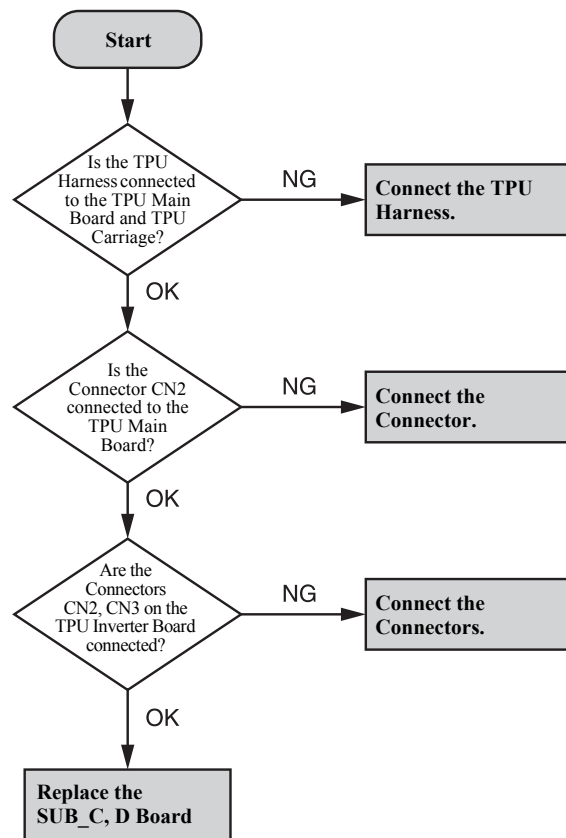 Start
Is the TPU
Harness connected
to the TPU Main
Board and TPU
Carriage?
NG
Connect the TPU
Harness.
OK
Is the
Connector CN2
connected to the
TPU Main
Board?
NG
Connect the
Connector.
OK
Are the
Connectors
CN2, CN3 on the
TPU Inverter Board
connected?
NG
Connect the
Connectors.
OK
Replace the
SUB_C, D Board